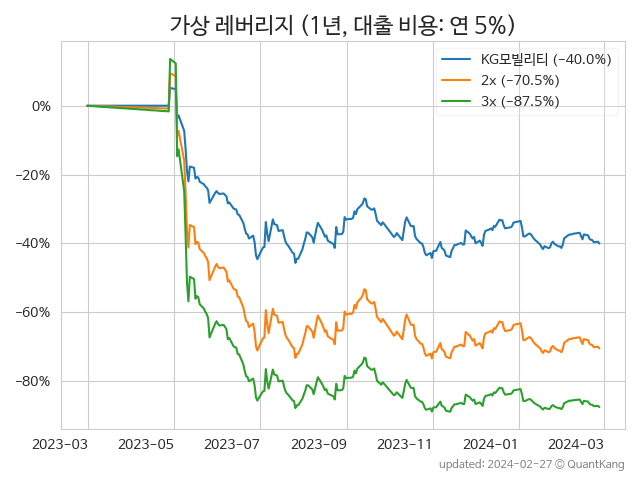 가상 레버리지 (1년, 대출 비용: 연 5%)
KG모빌리티 (−40.0%)
2x (−70.5%)
3x (−87.5%)
0%
−20%
−40%
−60%
−80%
2023-03 2023-05 2023-07 2023-09 2023-11 2024-01 2024-03
updated: 2024-02-27 © QuantKang